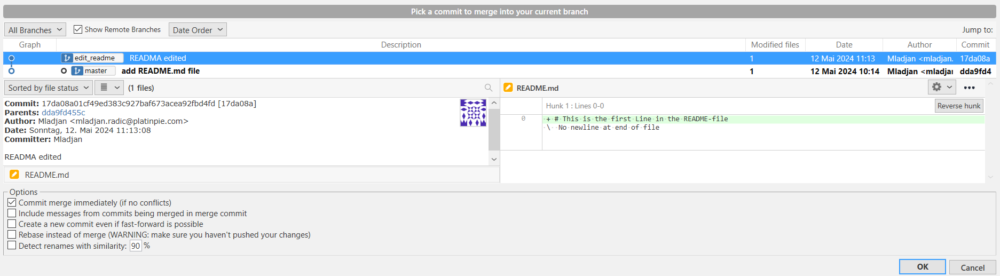 Pick a commit to merge into your current branch
All Branches Show Remote Branches Date Order Jump to:
Graph Description Modified files Date Author Commit
edit_readme READMA edited 1 12 Mai 2024 11:13 Mladjan <mladjan. 17da08a
master add README.md file 1 12 Mai 2024 10:14 Mladjan <mladjan dda9fd4
Sorted by file status (1 files) README.md
Commit: 17da08a01cf49ed383c927baf673acea92fbd4fd [17da08a]
Parents: dda9fd455c
Author: Mladjan <mladjan.radic@platinpie.com>
Date: Sonntag, 12. Mai 2024 11:13:08
Committer: Mladjan
READMA edited
README.md
Hunk 1 : Lines 0-0 Reverse hunk
0 + # This is the first Line in the README-file
\ No newline at end of file
Options
Commit merge immediately (if no conflicts)
Include messages from commits being merged in merge commit
Create a new commit even if fast-forward is possible
Rebase instead of merge (WARNING: make sure you haven't pushed your changes)
Detect renames with similarity: 90 %
OK Cancel